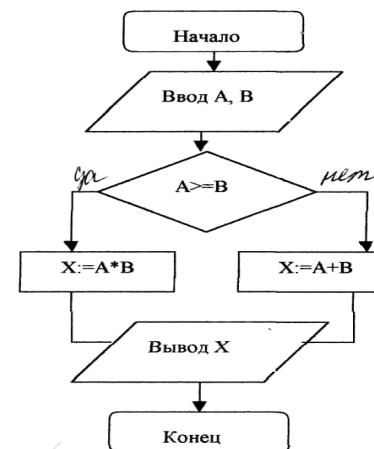 Начало
Ввод A, B
да
A>=B
нет
X:=A*B
X:=A+B
Вывод X
Конец